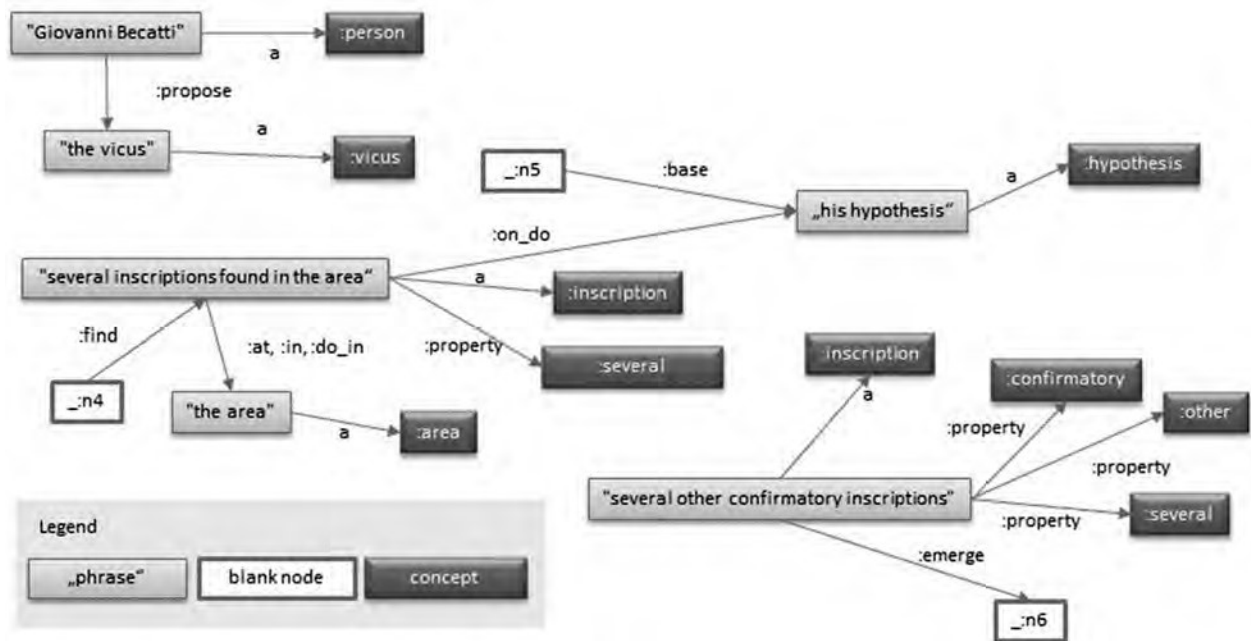 "Giovanni Becatti"
:person
a
:propose
"the vicus"
a
:vicus
_:n5
:base
„his hypothesis“
a
:hypothesis
:on_do
"several inscriptions found in the area“
a
:inscription
:find
:at, :in, :do_in
:property
:several
_:n4
"the area"
a
:area
:inscription
a
:confirmatory
:other
:property
:property
"several other confirmatory inscriptions"
:property
:several
:emerge
_:n6
Legend
„phrase“
blank node
concept